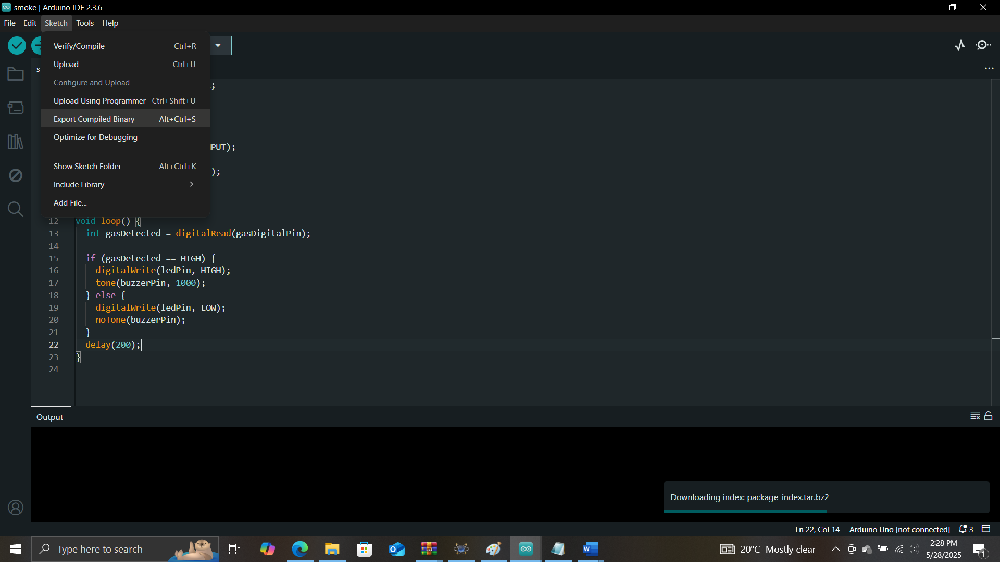 smoke | Arduino IDE 2.3.6
File Edit Sketch Tools Help
Verify/Compile Ctrl+R
Upload Ctrl+U
Configure and Upload
Upload Using Programmer Ctrl+Shift+U
Export Compiled Binary Alt+Ctrl+S
Optimize for Debugging
Show Sketch Folder Alt+Ctrl+K
Include Library
Add File...
s
;
PUT);
);
12 void loop() {
13 int gasDetected = digitalRead(gasDigitalPin);
14
15 if (gasDetected == HIGH) {
16 digitalWrite(ledPin, HIGH);
17 tone(buzzerPin, 1000);
18 } else {
19 digitalWrite(ledPin, LOW);
20 noTone(buzzerPin);
21 }
22 delay(200);
23 }
24
Output
Downloading index: package_index.tar.bz2
Ln 22, Col 14 Arduino Uno [not connected] 3
Type here to search
20°C Mostly clear
2:28 PM
5/28/2025
1